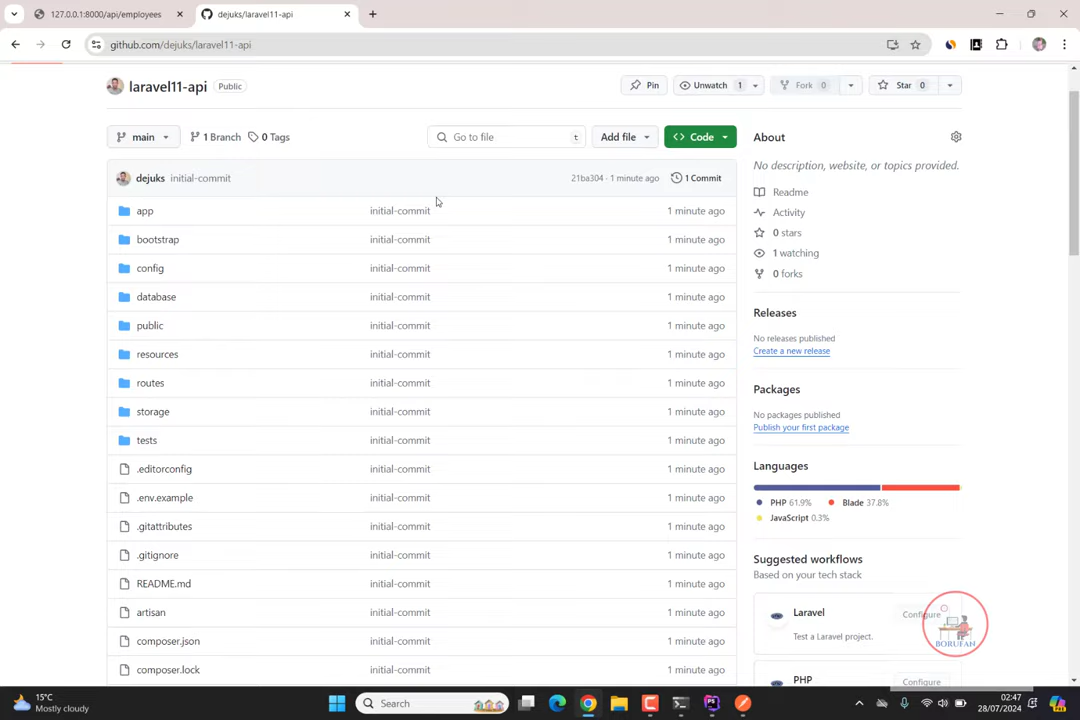 127.0.0.1:8000/api/employees
dejuks/laravel11-api
github.com/dejuks/laravel11-api
laravel11-api Public
Pin
Unwatch 1
Fork 0
Star 0
main
1 Branch
0 Tags
Go to file t
Add file
Code
dejuks initial-commit 21ba304 · 1 minute ago 1 Commit
app initial-commit 1 minute ago
bootstrap initial-commit 1 minute ago
config initial-commit 1 minute ago
database initial-commit 1 minute ago
public initial-commit 1 minute ago
resources initial-commit 1 minute ago
routes initial-commit 1 minute ago
storage initial-commit 1 minute ago
tests initial-commit 1 minute ago
.editorconfig initial-commit 1 minute ago
.env.example initial-commit 1 minute ago
.gitattributes initial-commit 1 minute ago
.gitignore initial-commit 1 minute ago
README.md initial-commit 1 minute ago
artisan initial-commit 1 minute ago
composer.json initial-commit 1 minute ago
composer.lock initial-commit 1 minute ago
About
No description, website, or topics provided.
Readme
Activity
0 stars
1 watching
0 forks
Releases
No releases published
Create a new release
Packages
No packages published
Publish your first package
Languages
PHP 61.9% Blade 37.8%
JavaScript 0.3%
Suggested workflows
Based on your tech stack
Laravel Configure
Test a Laravel project.
BORUFAN
PHP Configure
15°C
Mostly cloudy
Search
02:47
28/07/2024